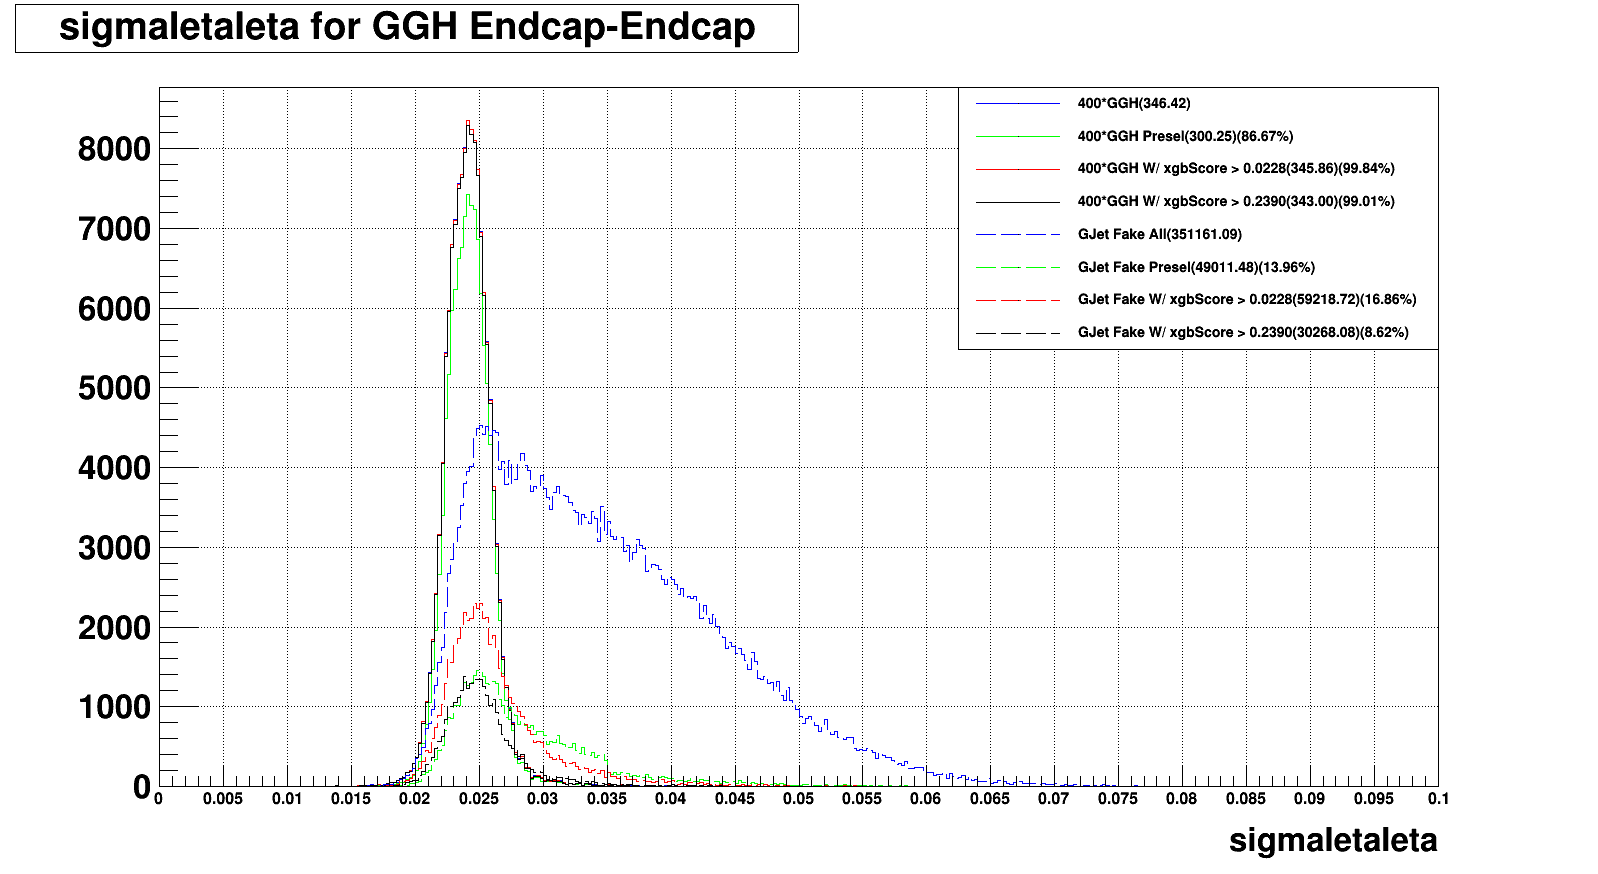 sigmaIetaIeta for GGH Endcap-Endcap
400*GGH(346.42)
400*GGH Presel(300.25)(86.67%)
400*GGH W/ xgbScore > 0.0228(345.86)(99.84%)
400*GGH W/ xgbScore > 0.2390(343.00)(99.01%)
GJet Fake All(351161.09)
GJet Fake Presel(49011.48)(13.96%)
GJet Fake W/ xgbScore > 0.0228(59218.72)(16.86%)
GJet Fake W/ xgbScore > 0.2390(30268.08)(8.62%)
8000
7000
6000
5000
4000
3000
2000
1000
0
0 0.005 0.01 0.015 0.02 0.025 0.03 0.035 0.04 0.045 0.05 0.055 0.06 0.065 0.07 0.075 0.08 0.085 0.09 0.095 0.1
sigmaIetaIeta